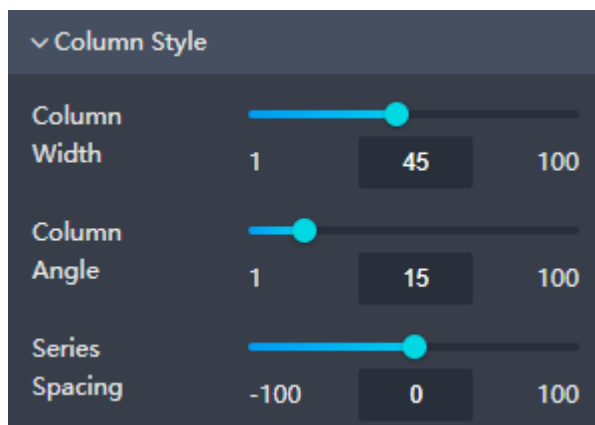 Column Style
Column
Width
1 45 100
Column
Angle
1 15 100
Series
Spacing
-100 0 100